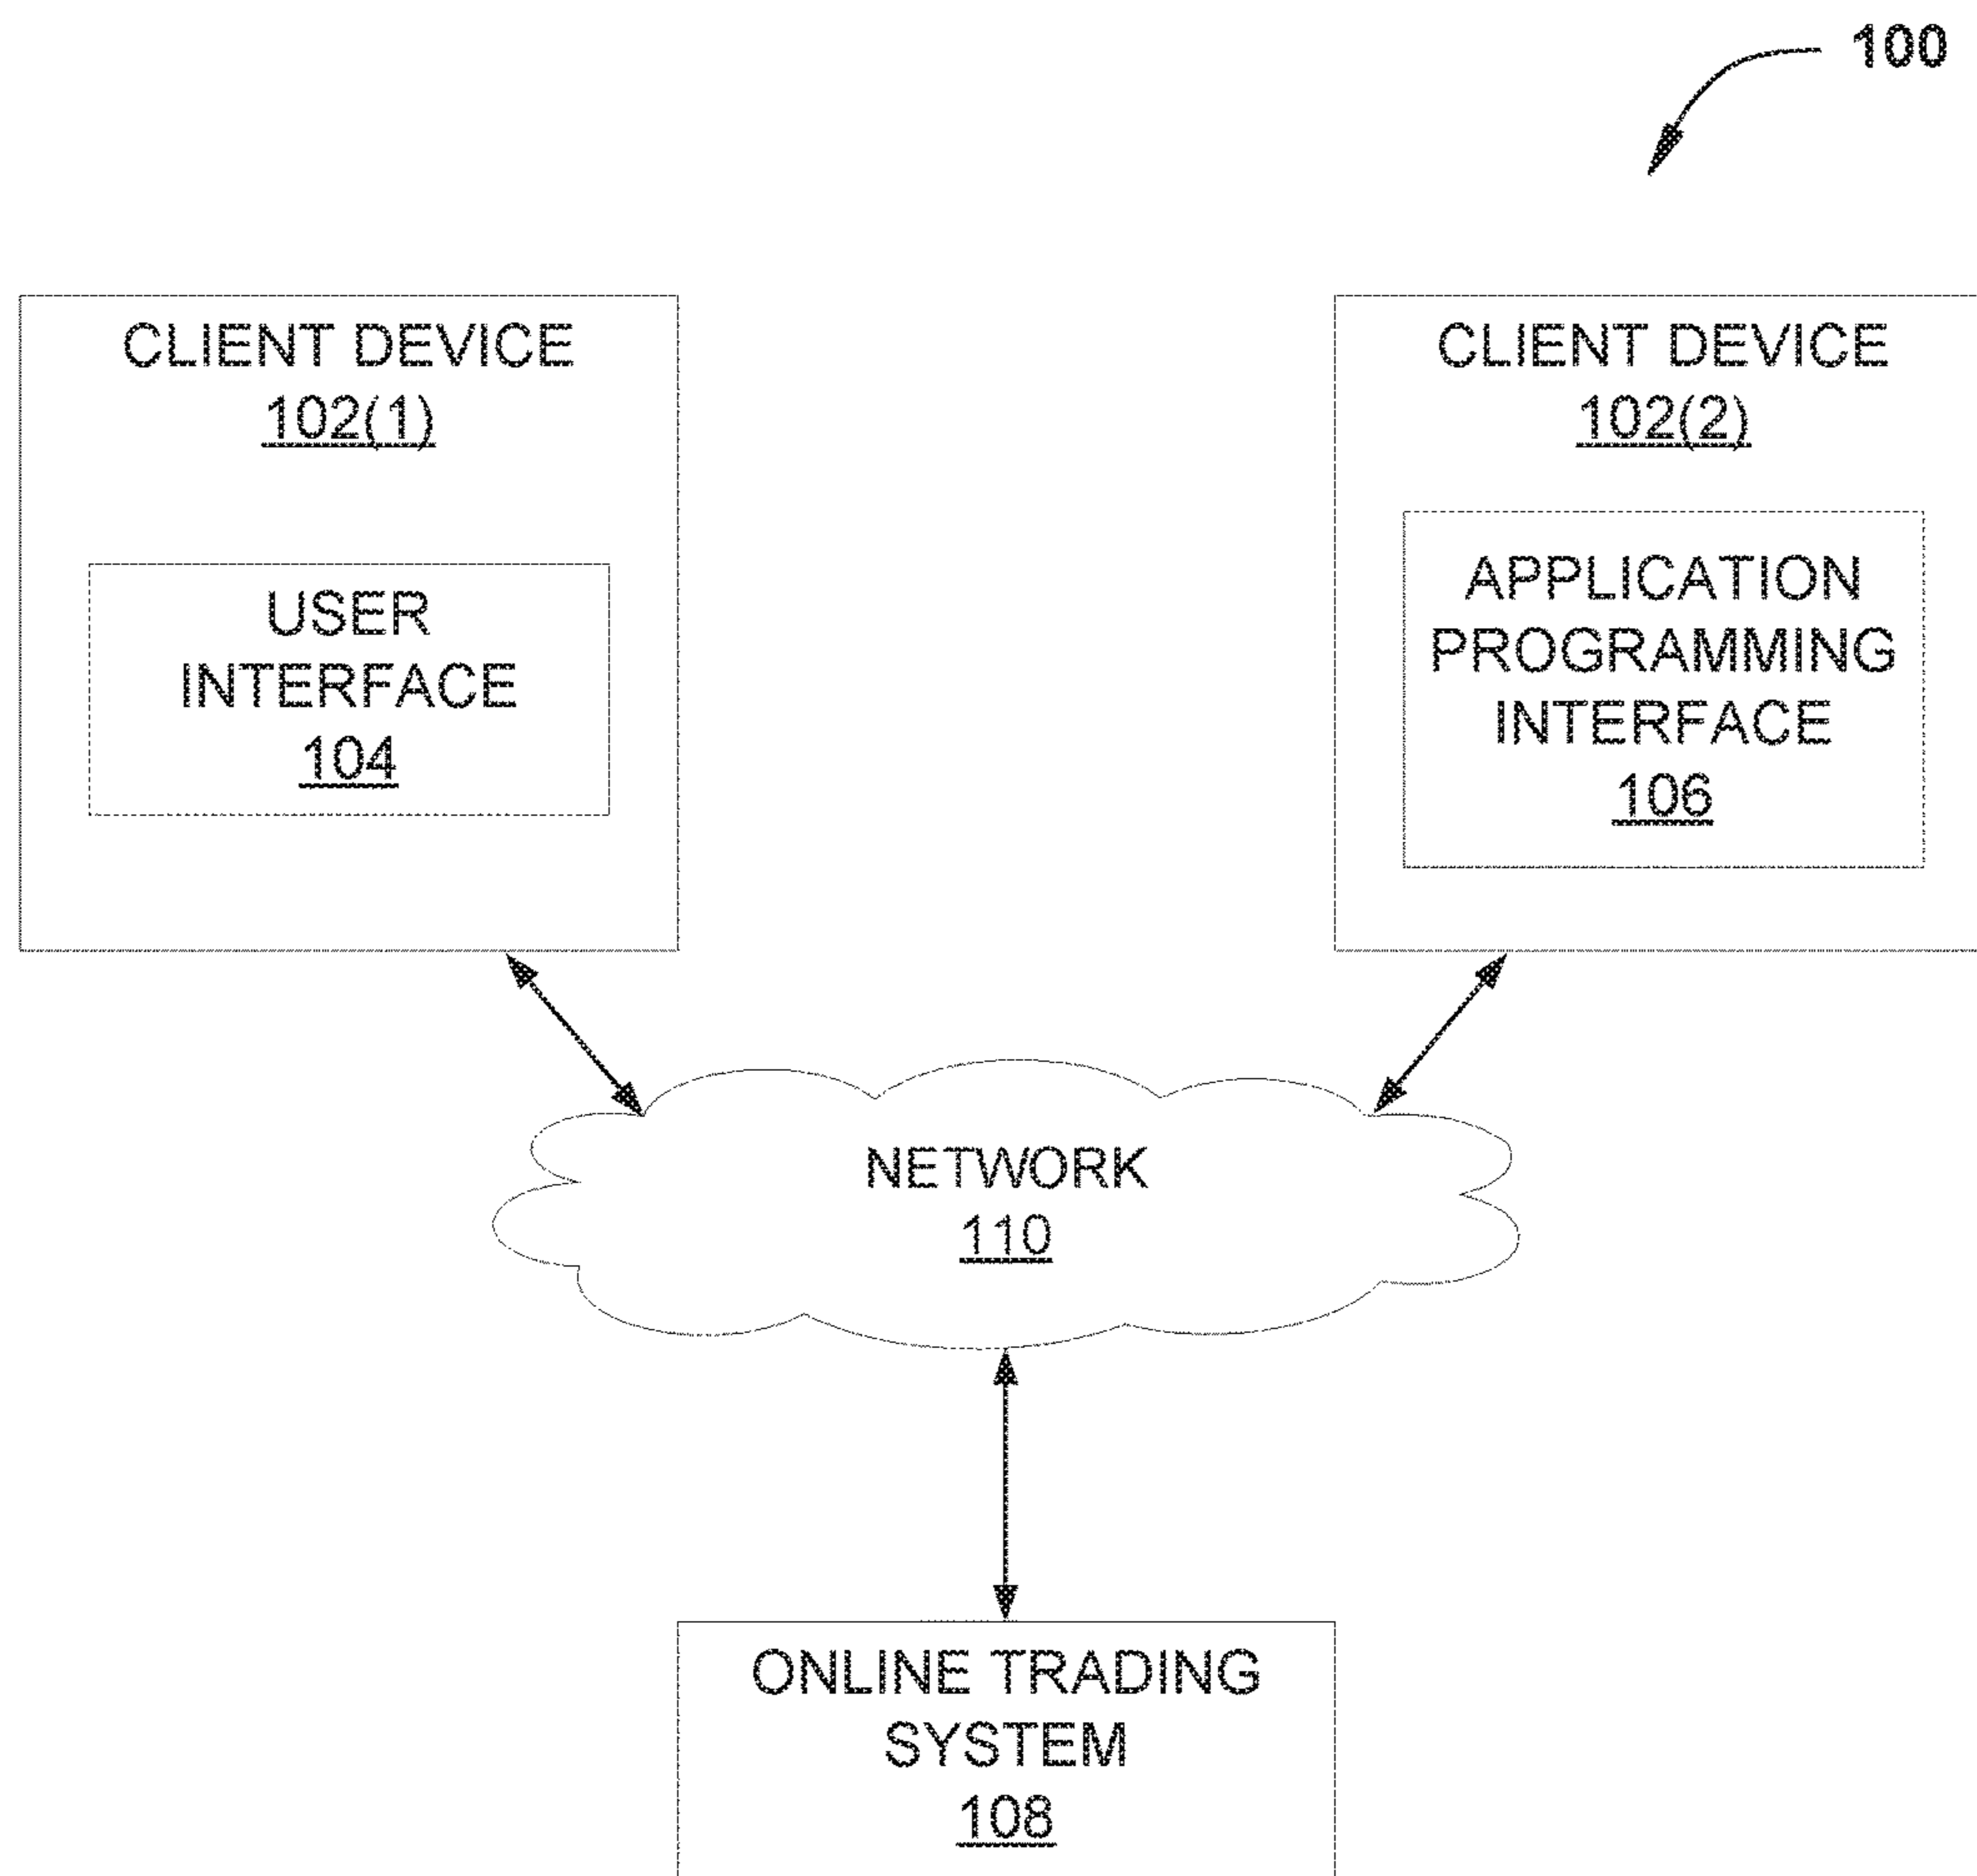 100
CLIENT DEVICE
102(1)
USER
INTERFACE
104
CLIENT DEVICE
102(2)
APPLICATION
PROGRAMMING
INTERFACE
106
NETWORK
110
ONLINE TRADING
SYSTEM
108